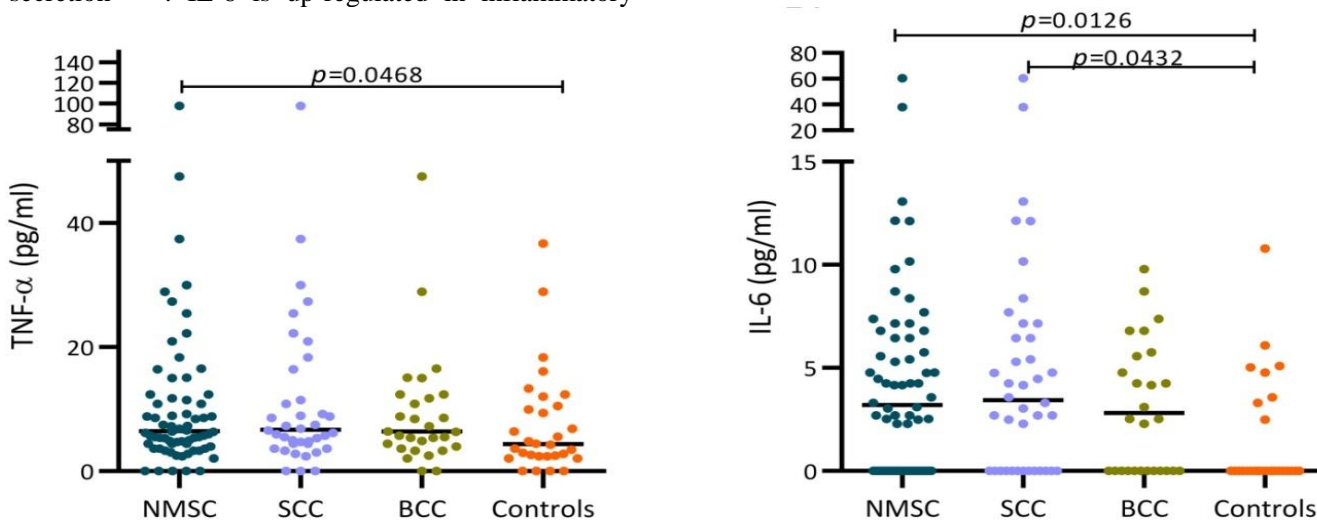 secretion
. IL-6 is up-regulated in inflammatory
p=0.0468
140
120
100
80
40
20
0
TNF-α (pg/ml)
NMSC SCC BCC Controls
p=0.0126
p=0.0432
80
60
40
20
15
10
5
0
IL-6 (pg/ml)
NMSC SCC BCC Controls